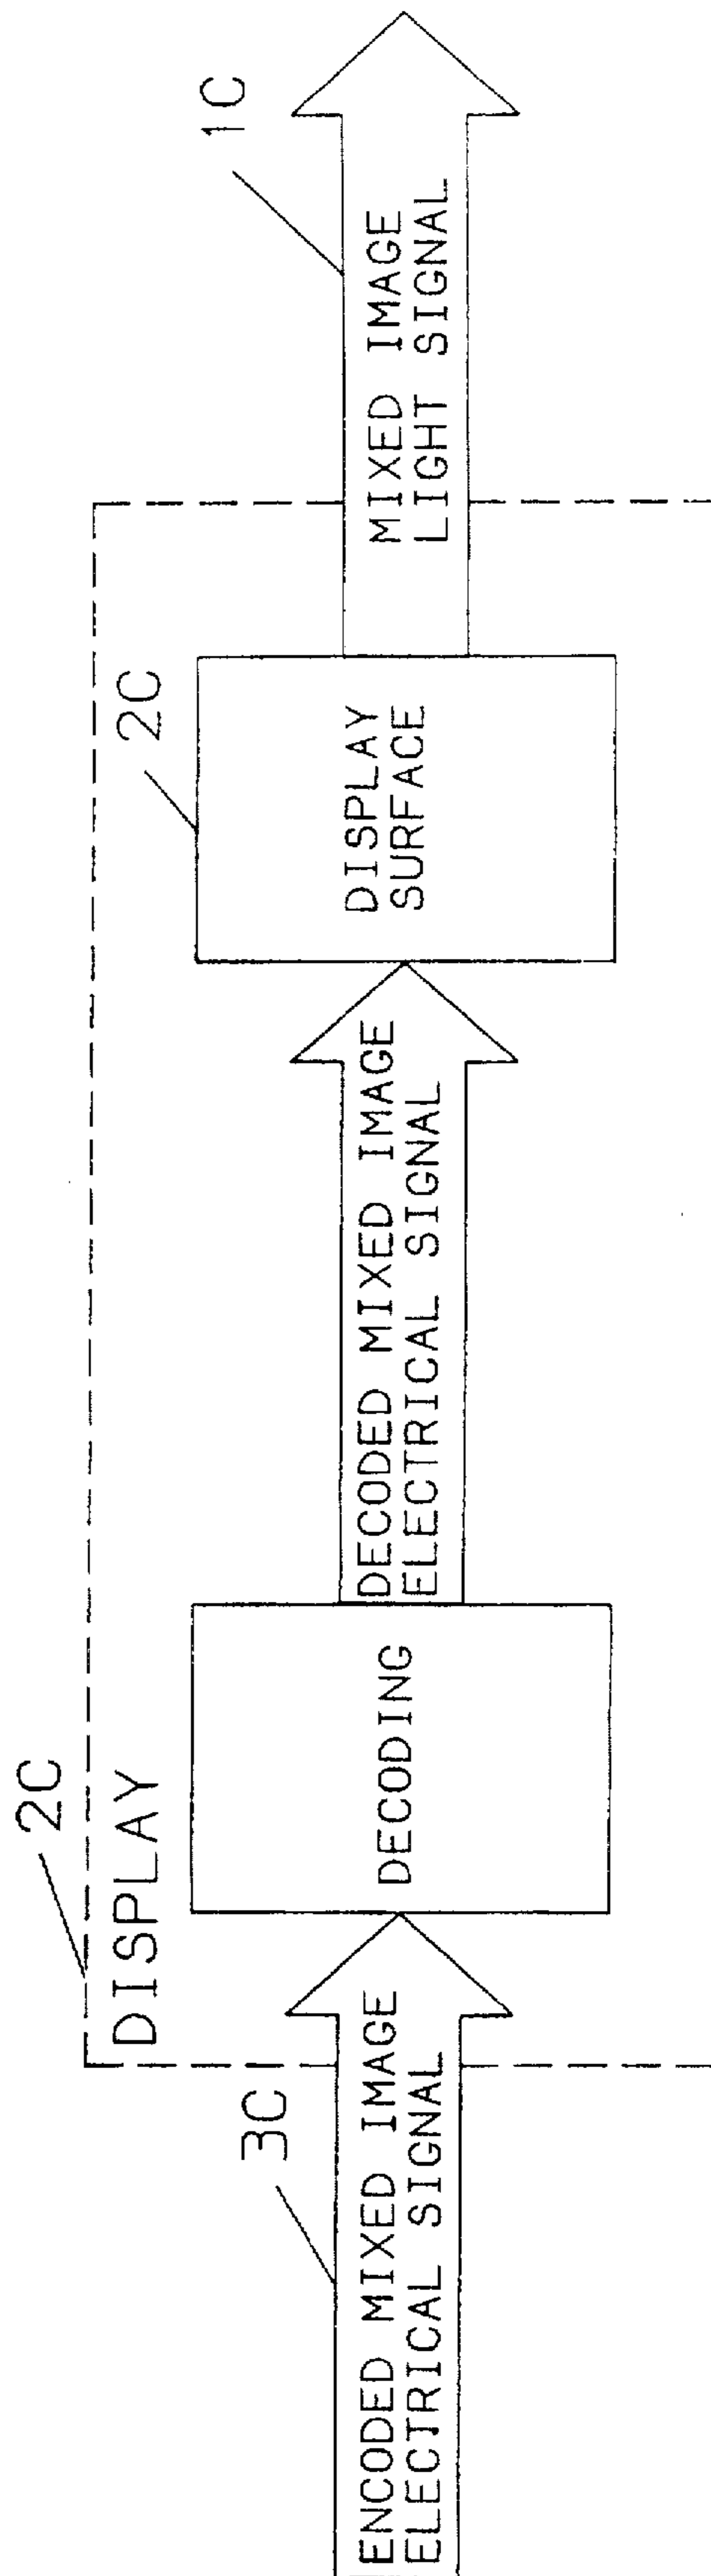 2C
DISPLAY
3C
ENCODED MIXED IMAGE
ELECTRICAL SIGNAL
DECODING
DECODED MIXED IMAGE
ELECTRICAL SIGNAL
2C
DISPLAY
SURFACE
1C
MIXED IMAGE
LIGHT SIGNAL